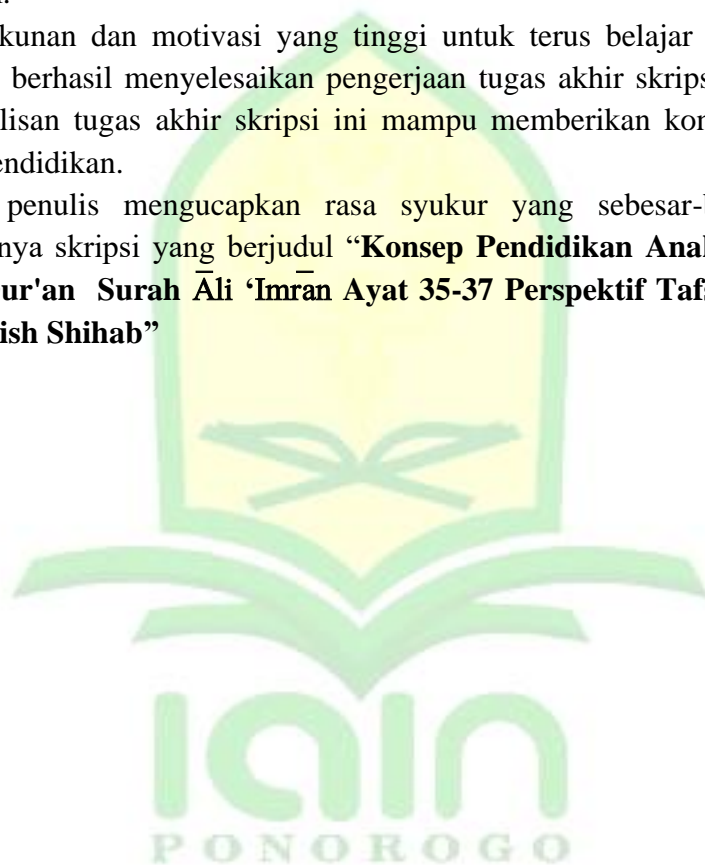 kunan dan motivasi yang tinggi untuk terus belajar
berhasil menyelesaikan pengerjaan tugas akhir skrips
lisan tugas akhir skripsi ini mampu memberikan kon
endidikan.
penulis mengucapkan rasa syukur yang sebesar-b
nya skripsi yang berjudul “Konsep Pendidikan Anal
ur'an Surah Āli ‘Imrān Ayat 35-37 Perspektif Tafs
ish Shihab”
iain
PONOROGO